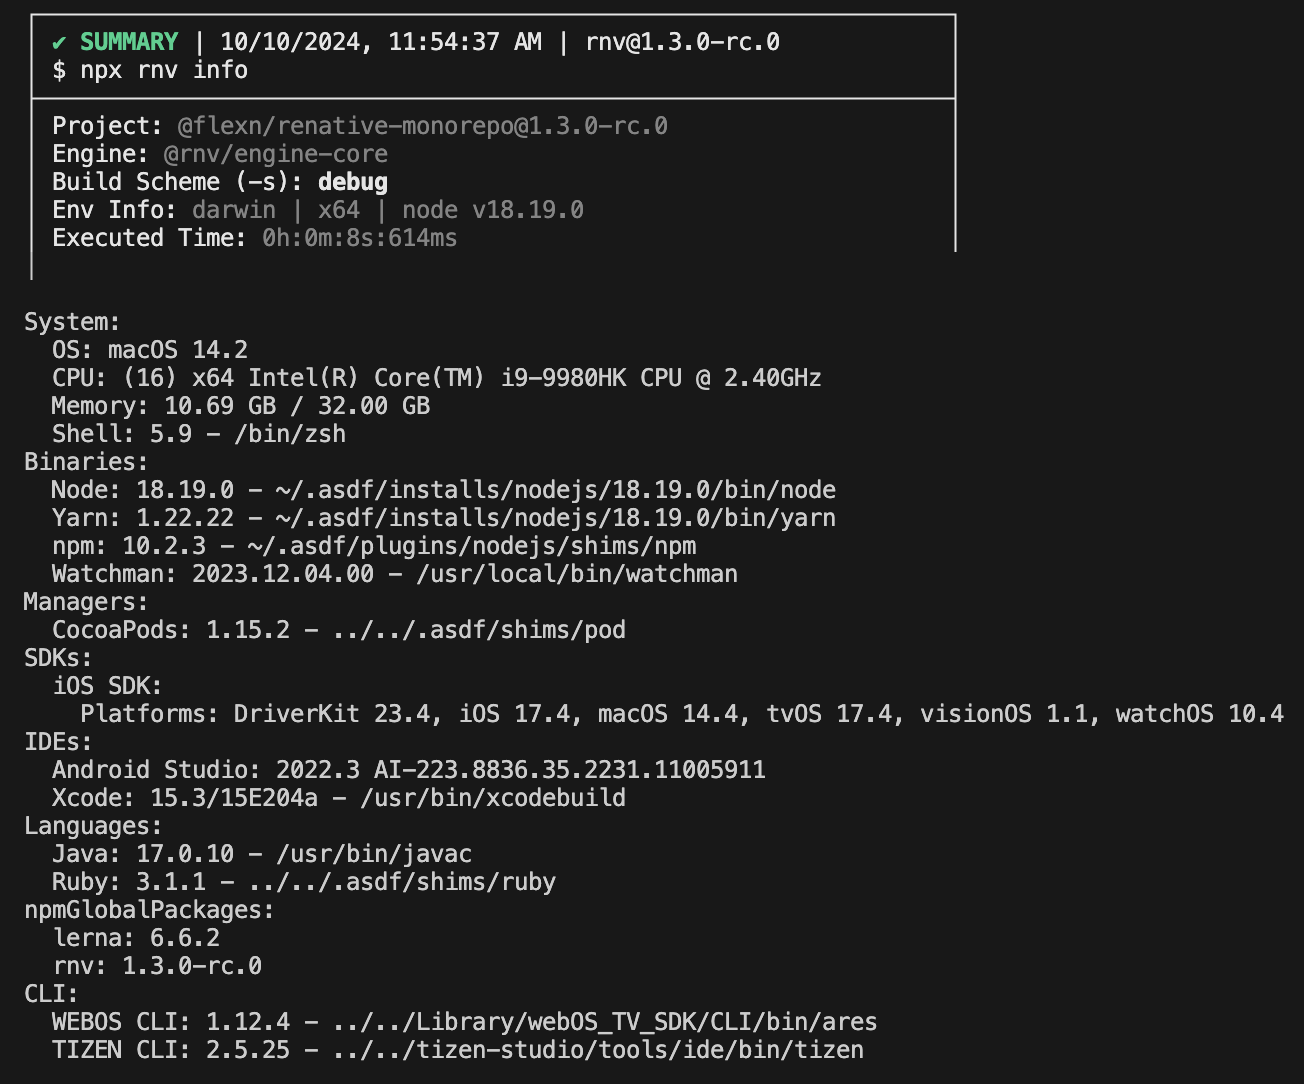 ✔ SUMMARY | 10/10/2024, 11:54:37 AM | rnv@1.3.0-rc.0
$ npx rnv info
Project: @flexn/renative-monorepo@1.3.0-rc.0
Engine: @rnv/engine-core
Build Scheme (-s): debug
Env Info: darwin | x64 | node v18.19.0
Executed Time: 0h:0m:8s:614ms
System:
OS: macOS 14.2
CPU: (16) x64 Intel(R) Core(TM) i9-9980HK CPU @ 2.40GHz
Memory: 10.69 GB / 32.00 GB
Shell: 5.9 - /bin/zsh
Binaries:
Node: 18.19.0 - ~/.asdf/installs/nodejs/18.19.0/bin/node
Yarn: 1.22.22 - ~/.asdf/installs/nodejs/18.19.0/bin/yarn
npm: 10.2.3 - ~/.asdf/plugins/nodejs/shims/npm
Watchman: 2023.12.04.00 - /usr/local/bin/watchman
Managers:
CocoaPods: 1.15.2 - ../../.asdf/shims/pod
SDKs:
iOS SDK:
Platforms: DriverKit 23.4, iOS 17.4, macOS 14.4, tvOS 17.4, visionOS 1.1, watchOS 10.4
IDEs:
Android Studio: 2022.3 AI-223.8836.35.2231.11005911
Xcode: 15.3/15E204a - /usr/bin/xcodebuild
Languages:
Java: 17.0.10 - /usr/bin/javac
Ruby: 3.1.1 - ../../.asdf/shims/ruby
npmGlobalPackages:
lerna: 6.6.2
rnv: 1.3.0-rc.0
CLI:
WEBOS CLI: 1.12.4 - ../../Library/webOS_TV_SDK/CLI/bin/ares
TIZEN CLI: 2.5.25 - ../../tizen-studio/tools/ide/bin/tizen